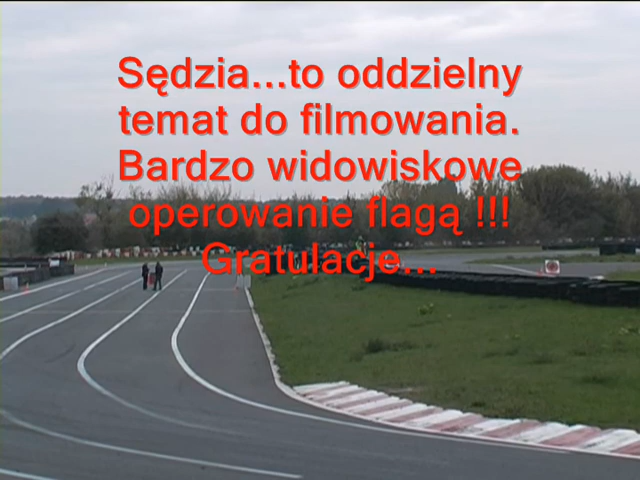 Sędzia...to oddzielny
temat do filmowania.
Bardzo widowiskowe
operowanie flagą !!!
Gratulacje...